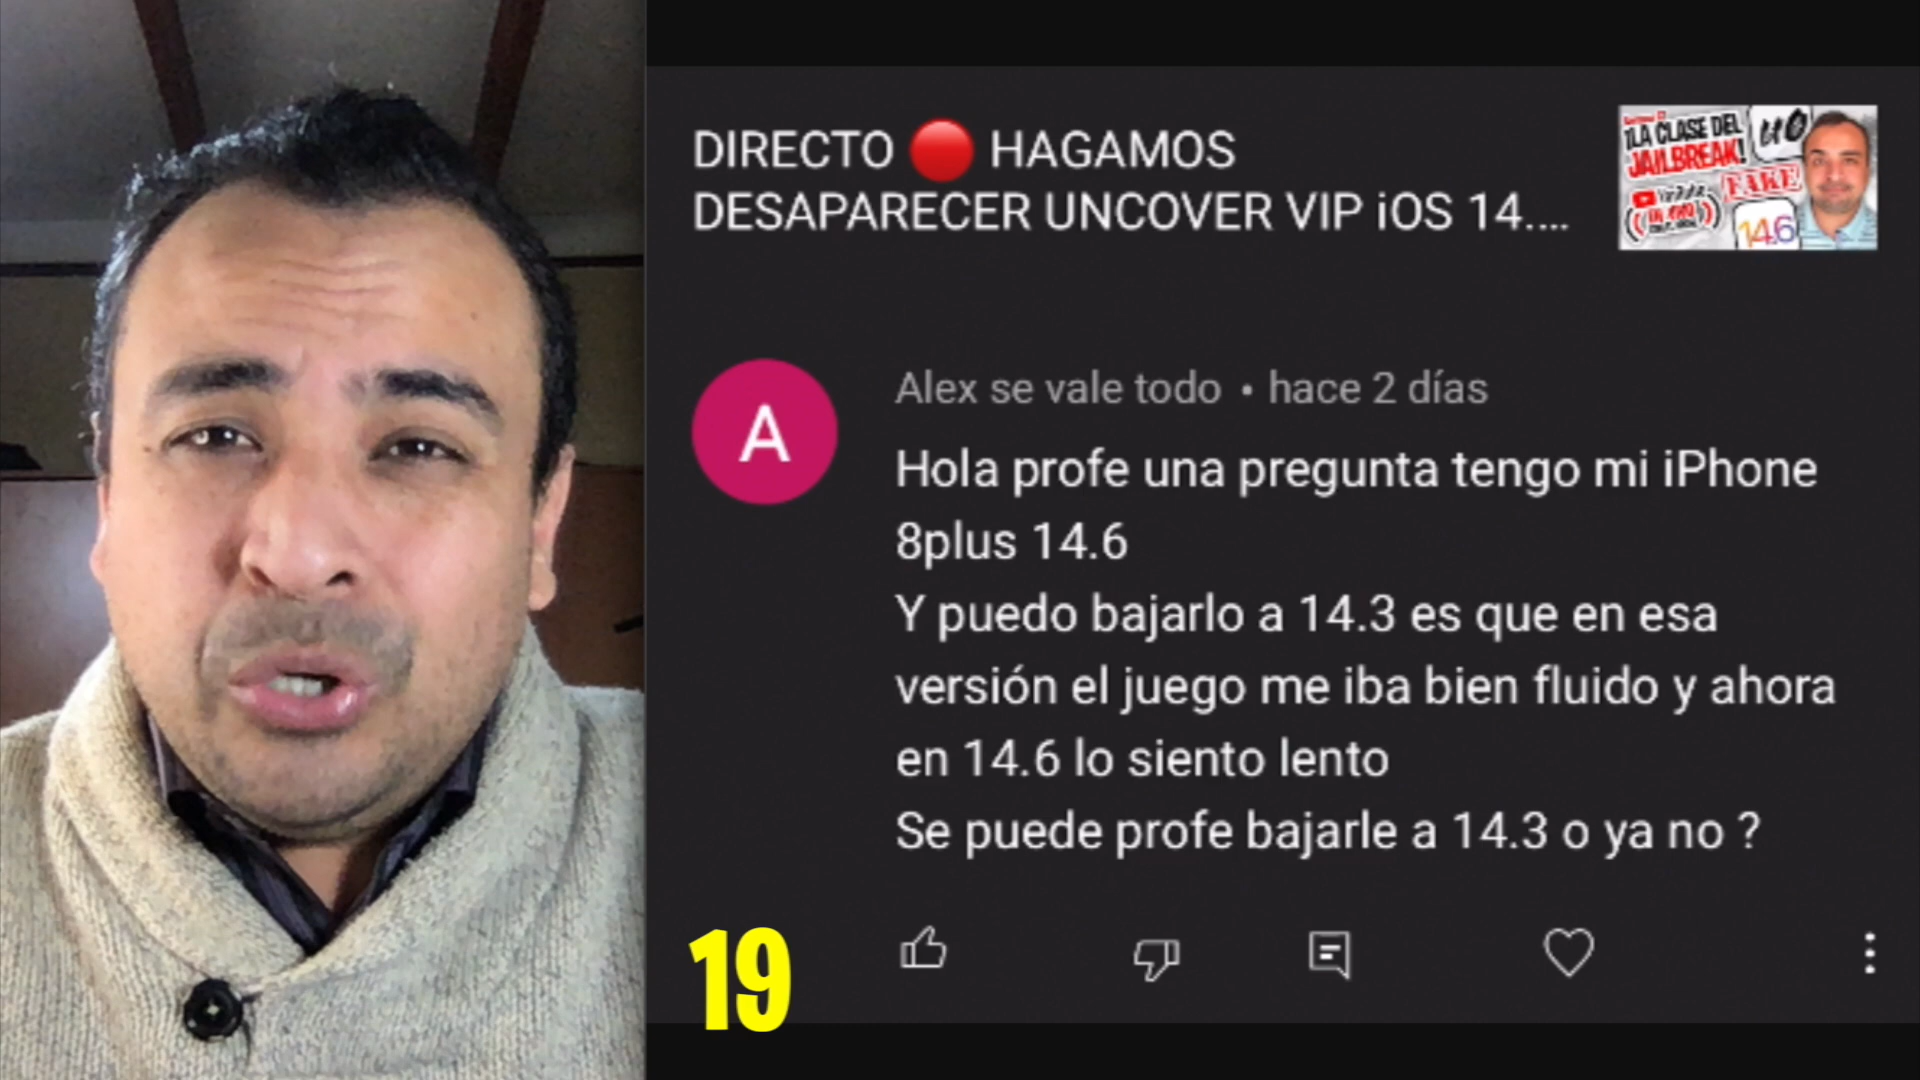 DIRECTO 🔴 HAGAMOS
DESAPARECER UNCOVER VIP iOS 14....
¡LA CLASE DEL
JAILBREAK!
FAKE
14.6
A
Alex se vale todo • hace 2 días
Hola profe una pregunta tengo mi iPhone
8plus 14.6
Y puedo bajarlo a 14.3 es que en esa
versión el juego me iba bien fluido y ahora
en 14.6 lo siento lento
Se puede profe bajarle a 14.3 o ya no ?
19